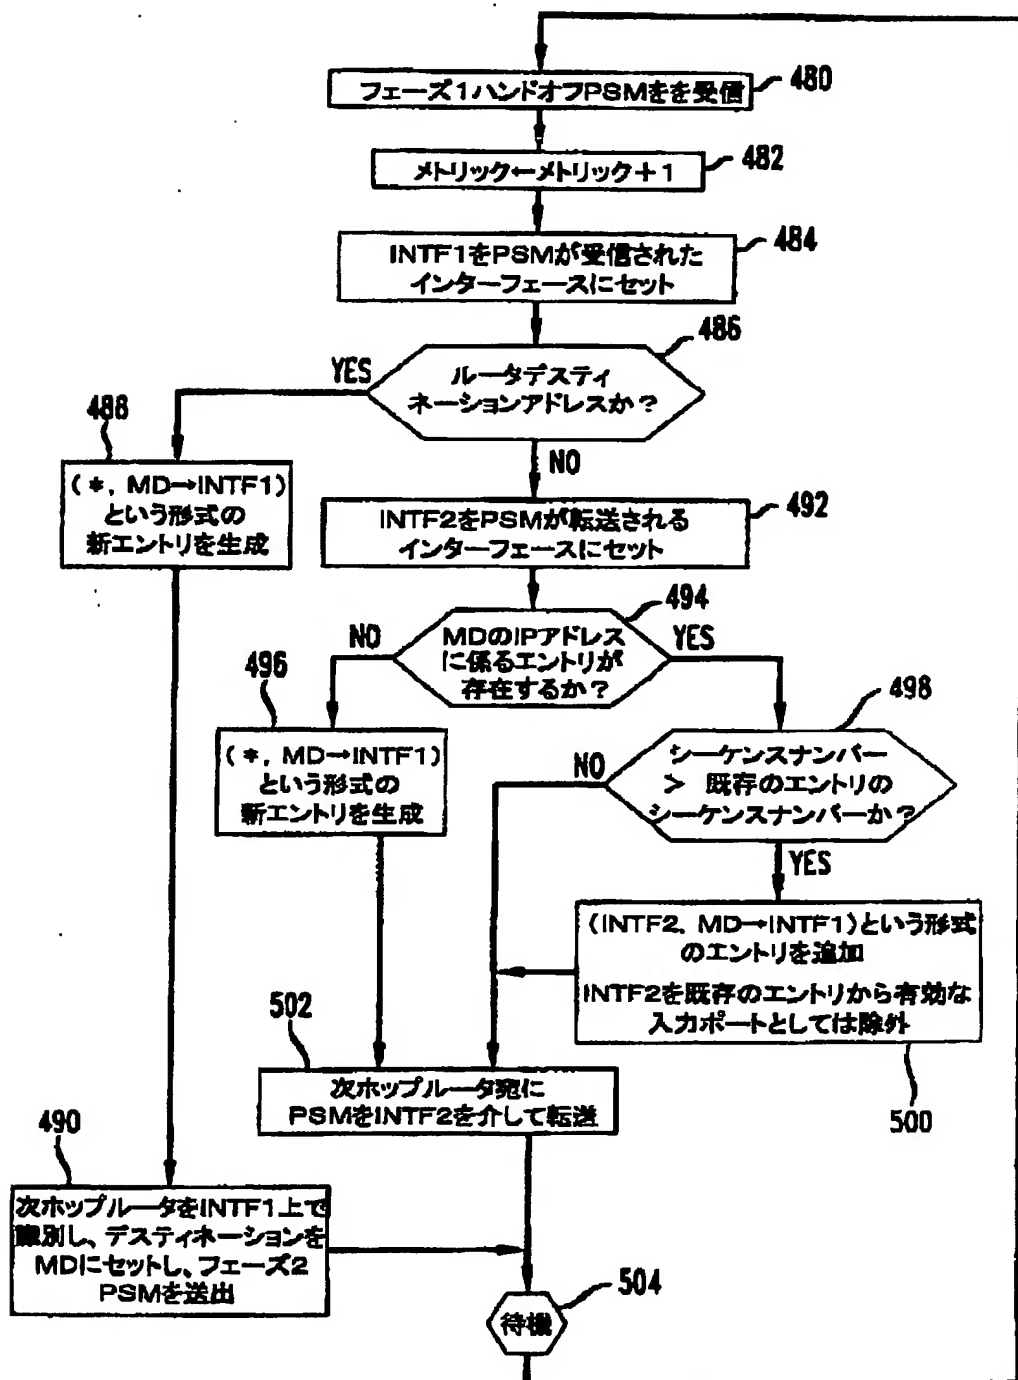 480
フェーズ1ハンドオフPSMをを受信
482
メトリック←メトリック+1
484
INTF1をPSMが受信された
インターフェースにセット
486
ルータデスティ
ネーションアドレスか?
YES
NO
488
(*, MD→INTF1)
という形式の
新エントリを生成
492
INTF2をPSMが転送される
インターフェースにセット
494
MDのIPアドレス
に係るエントリが
存在するか?
NO
YES
496
(*, MD→INTF1)
という形式の
新エントリを生成
498
シーケンスナンバー
> 既存のエントリの
シーケンスナンバーか?
NO
YES
(INTF2、MD→INTF1)という形式
のエントリを追加
INTF2を既存のエントリから有効な
入力ポートとしては除外
500
502
次ホップルータ宛に
PSMをINTF2を介して転送
490
次ホップルータをINTF1上で
識別し、デスティネーションを
MDにセットし、フェーズ2
PSMを送出
504
待機